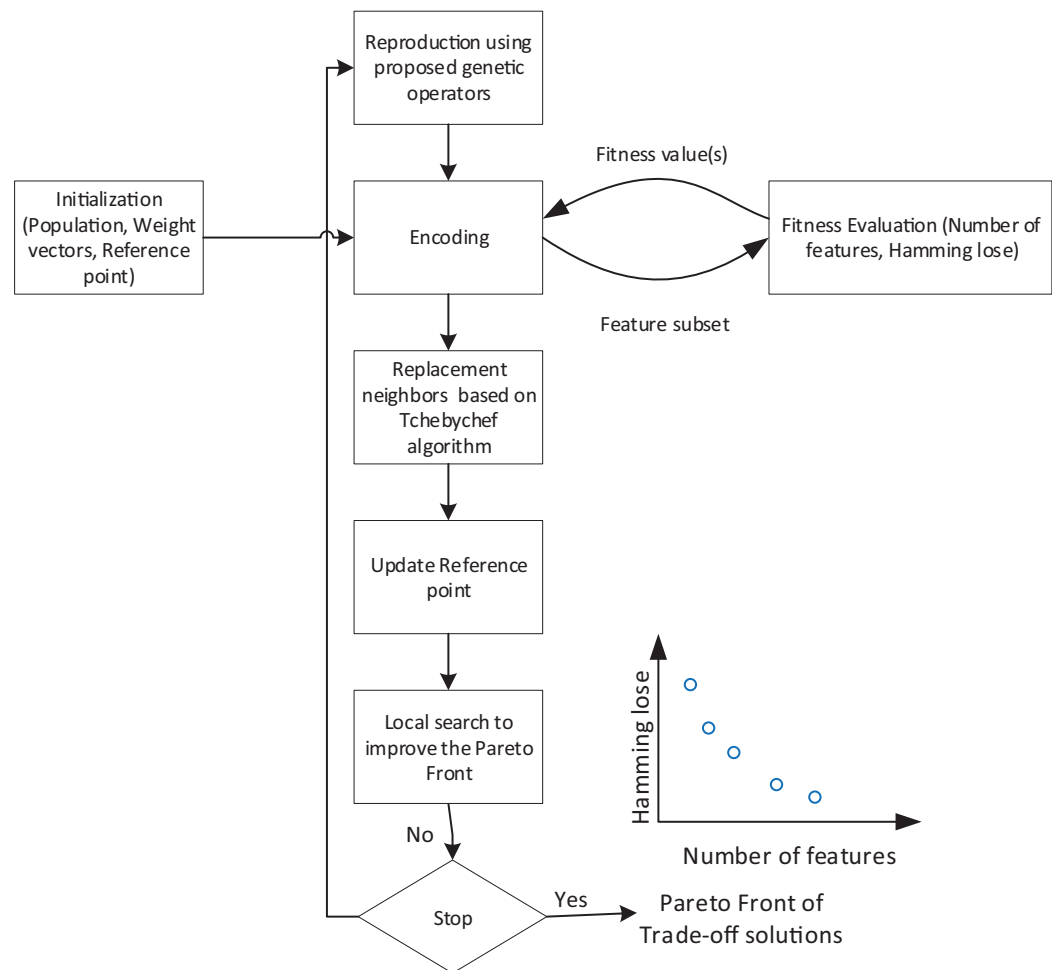 Reproduction using
proposed genetic
operators
Fitness value(s)
Initialization
(Population, Weight
vectors, Reference
point)
Encoding
Fitness Evaluation (Number of
features, Hamming lose)
Feature subset
Replacement
neighbors based on
Tchebychef
algorithm
Update Reference
point
Local search to
improve the Pareto
Front
Hamming lose
Number of features
No
Stop
Yes
Pareto Front of
Trade-off solutions